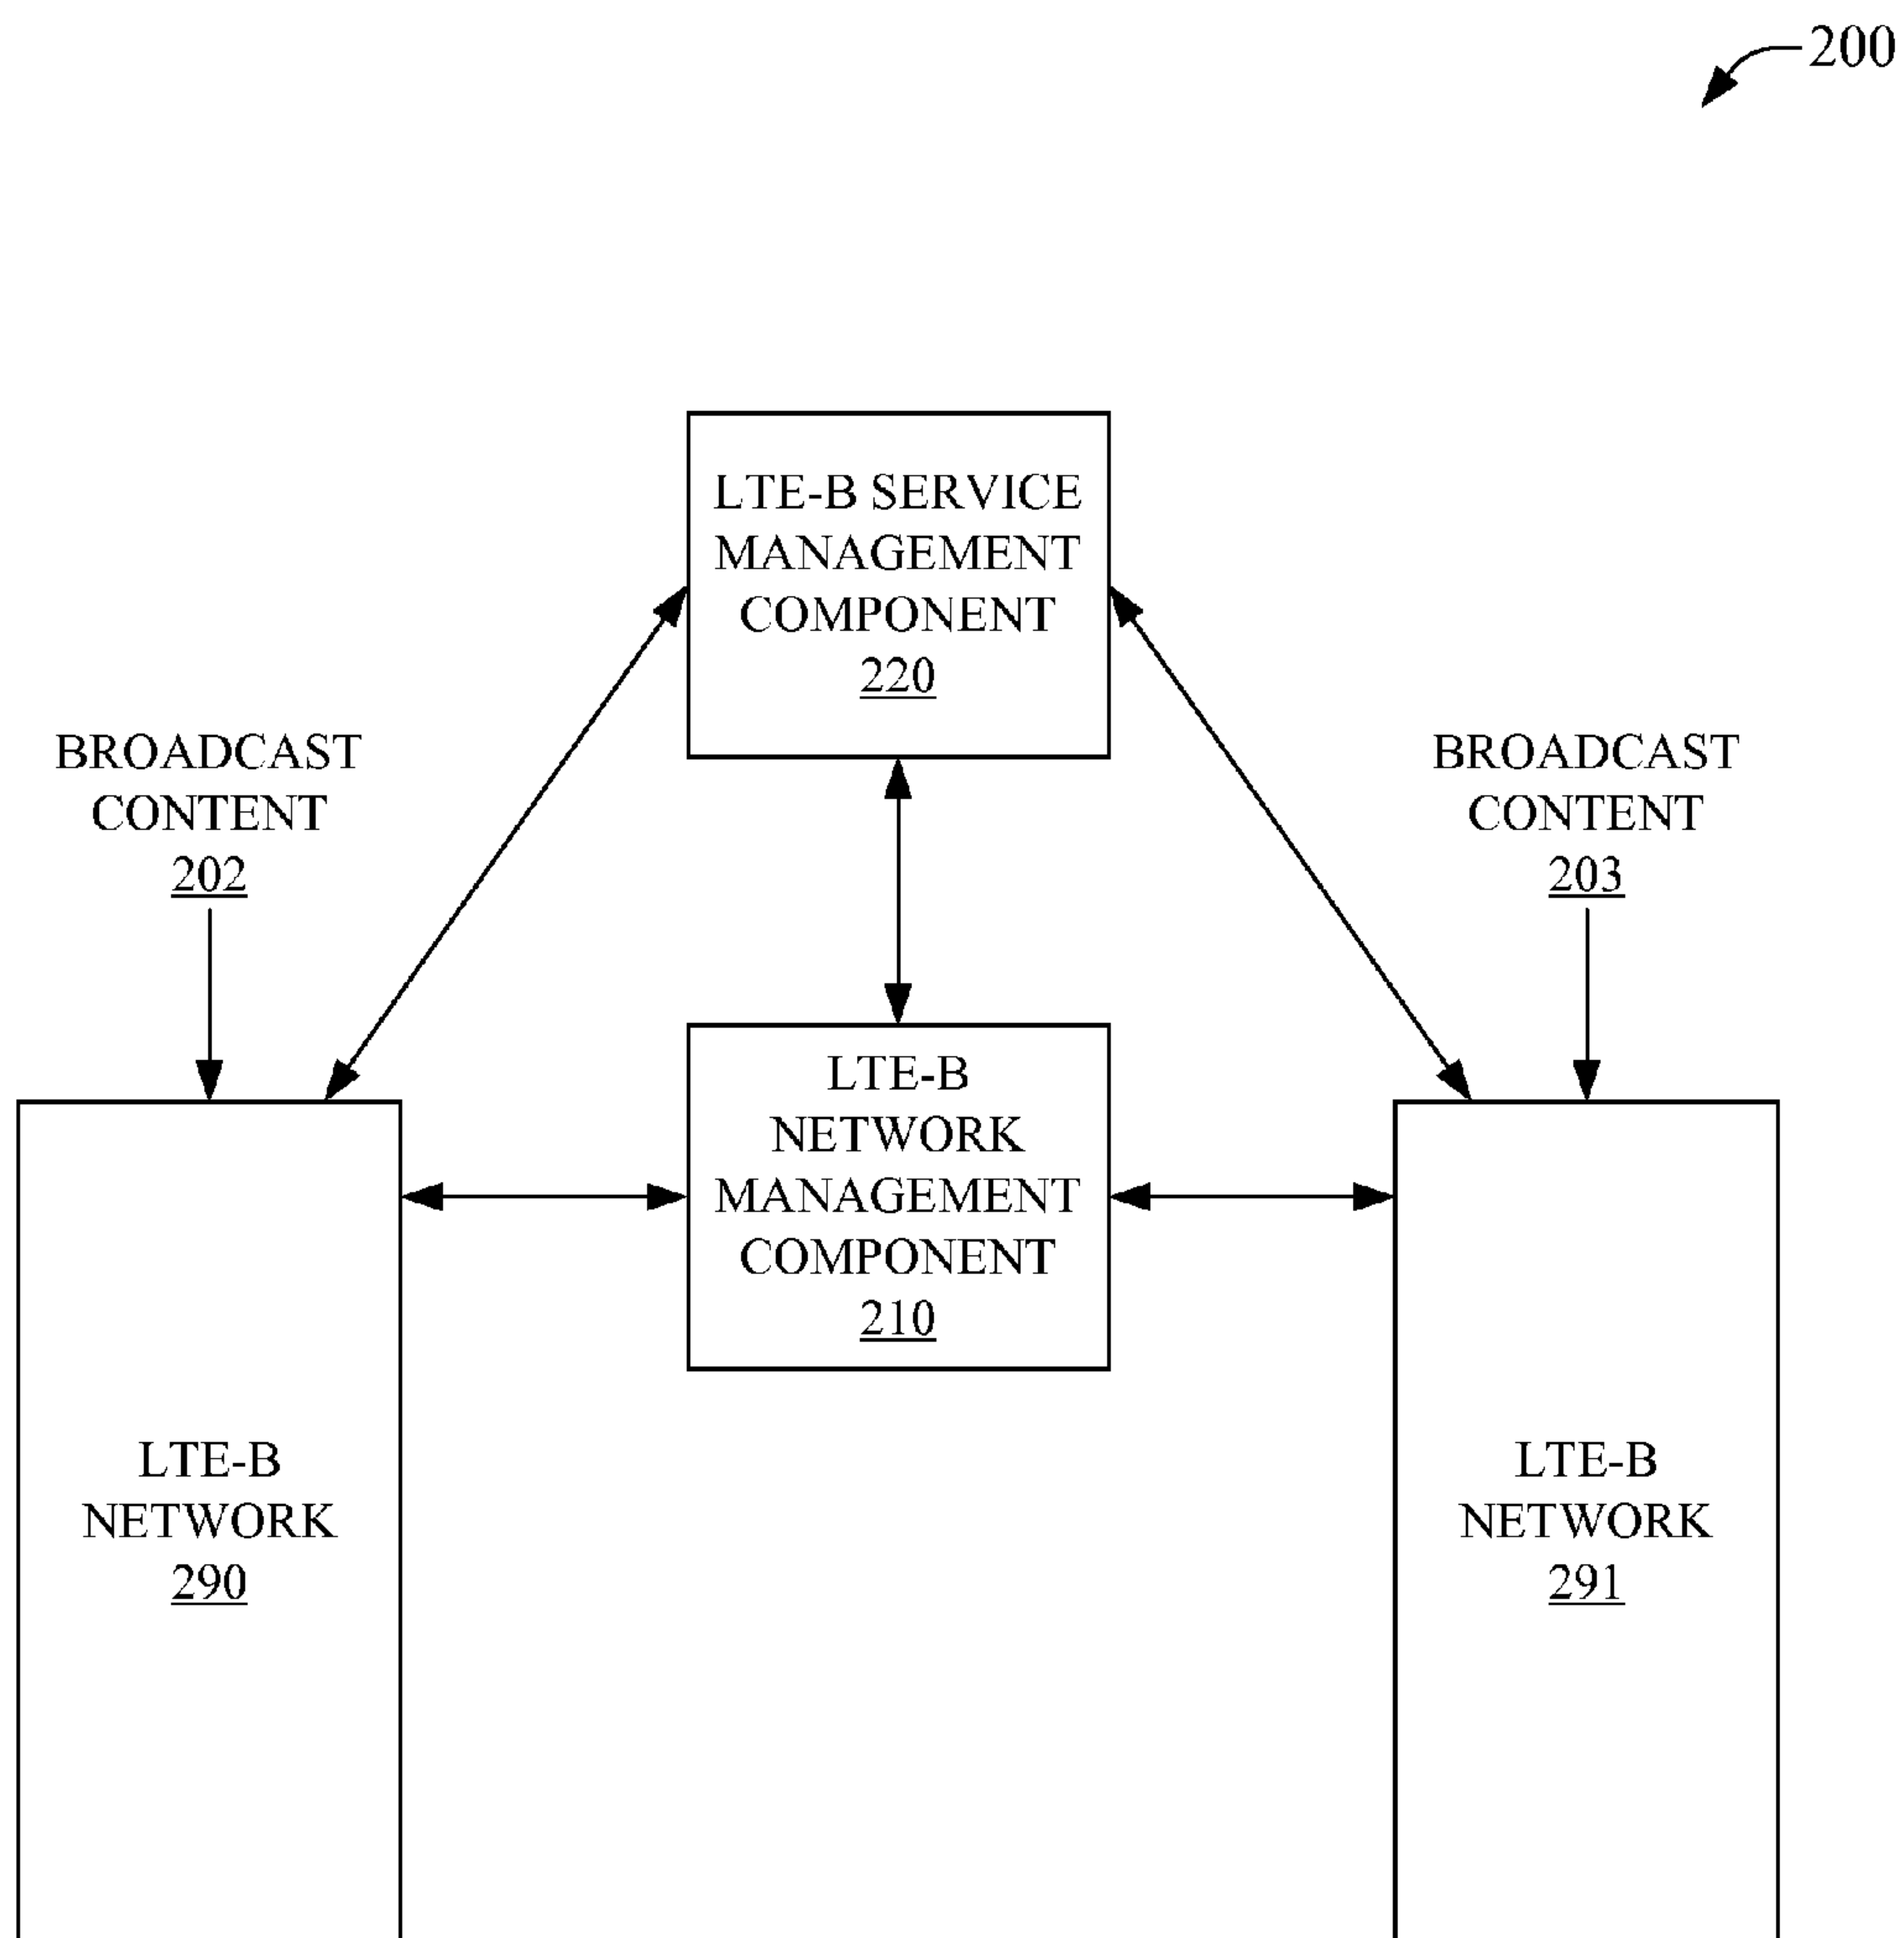 200
LTE-B SERVICE
MANAGEMENT
COMPONENT
220
BROADCAST
CONTENT
202
BROADCAST
CONTENT
203
LTE-B
NETWORK
MANAGEMENT
COMPONENT
210
LTE-B
NETWORK
290
LTE-B
NETWORK
291